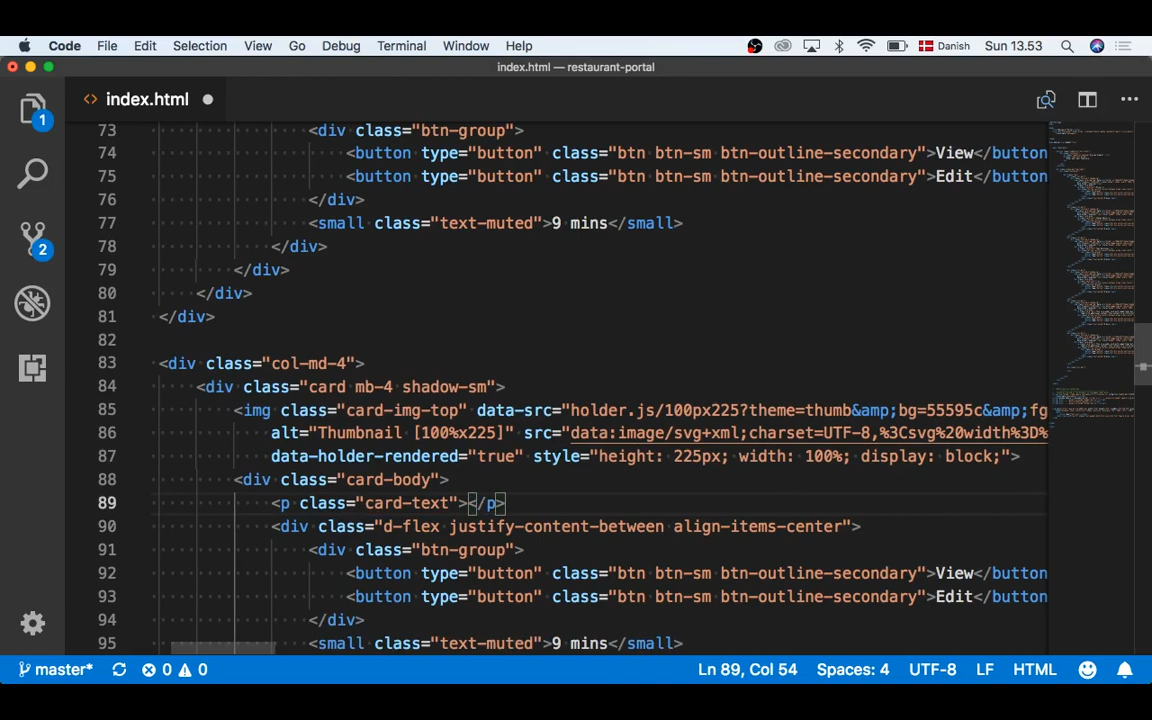 Code File Edit Selection View Go Debug Terminal Window Help Danish Sun 13.53
index.html — restaurant-portal
index.html
1
2
73 <div class="btn-group">
74 <button type="button" class="btn btn-sm btn-outline-secondary">View</button
75 <button type="button" class="btn btn-sm btn-outline-secondary">Edit</button
76 </div>
77 <small class="text-muted">9 mins</small>
78 </div>
79 </div>
80 </div>
81 </div>
82
83 <div class="col-md-4">
84 <div class="card mb-4 shadow-sm">
85 <img class="card-img-top" data-src="holder.js/100px225?theme=thumb&amp;bg=55595c&amp;fg
86 alt="Thumbnail [100%x225]" src="data:image/svg+xml;charset=UTF-8,%3Csvg%20width%3D%
87 data-holder-rendered="true" style="height: 225px; width: 100%; display: block;">
88 <div class="card-body">
89 <p class="card-text"></p>
90 <div class="d-flex justify-content-between align-items-center">
91 <div class="btn-group">
92 <button type="button" class="btn btn-sm btn-outline-secondary">View</button
93 <button type="button" class="btn btn-sm btn-outline-secondary">Edit</button
94 </div>
95 <small class="text-muted">9 mins</small>
master* 0 0 Ln 89, Col 54 Spaces: 4 UTF-8 LF HTML